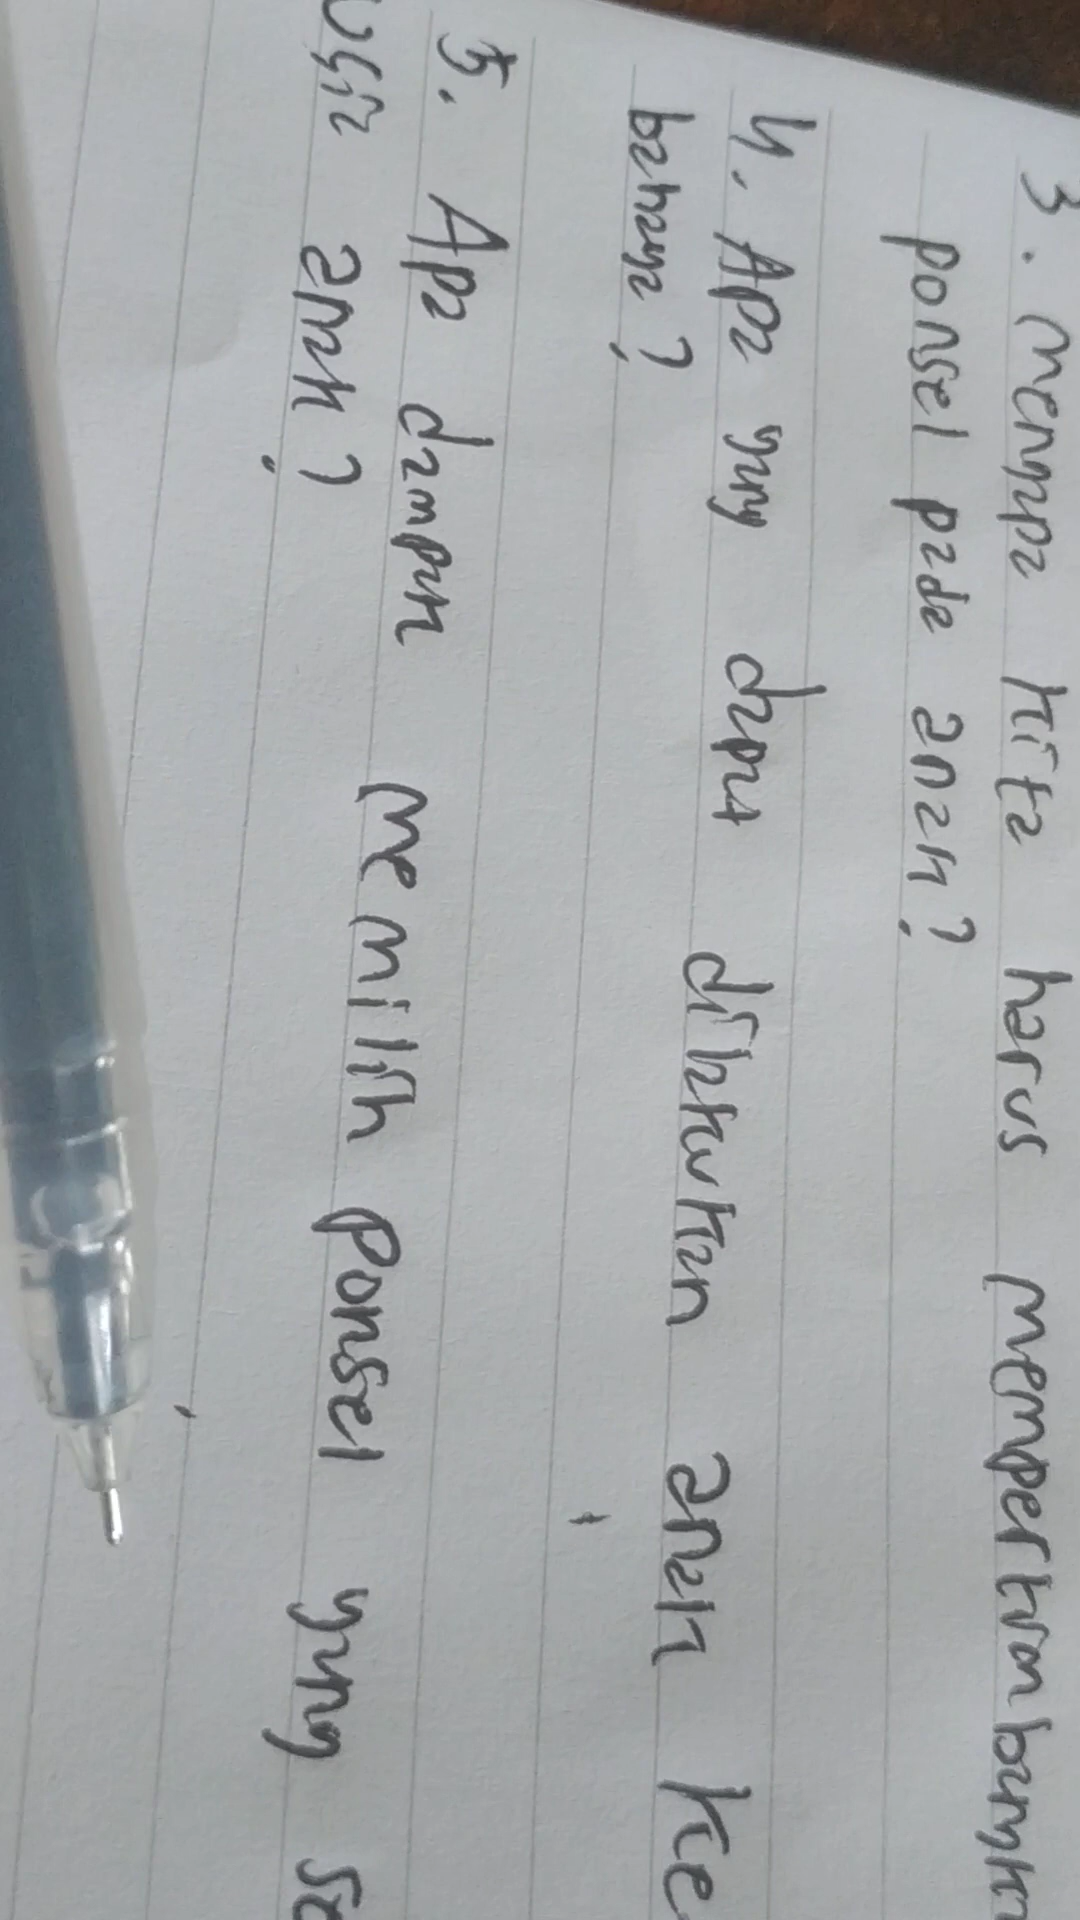 3. Mengapa kita harus mempertimbangkan
ponsel pada anak?
4. Apa yang dapat dilakukan anak ke
bahaya?
5. Apa dampak memilih ponsel yang se
usia anak?